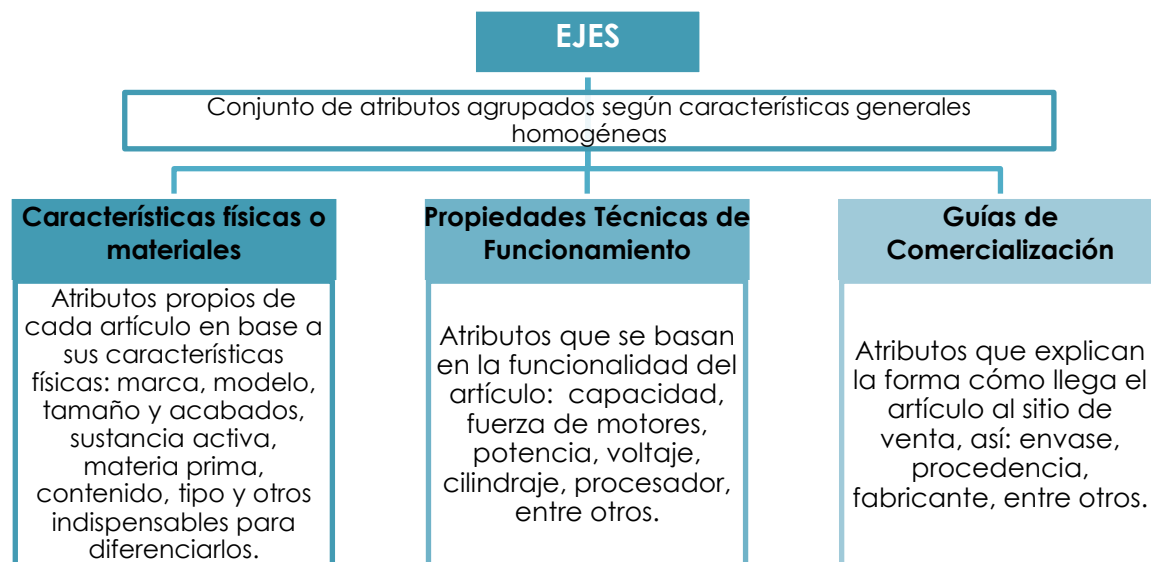 EJES
Conjunto de atributos agrupados según características generales
homogéneas
Características físicas o
materiales
Atributos propios de
cada artículo en base a
sus características
físicas: marca, modelo,
tamaño y acabados,
sustancia activa,
materia prima,
contenido, tipo y otros
indispensables para
diferenciarlos.
Propiedades Técnicas de
Funcionamiento
Atributos que se basan
en la funcionalidad del
artículo: capacidad,
fuerza de motores,
potencia, voltaje,
cilindraje, procesador,
entre otros.
Guías de
Comercialización
Atributos que explican
la forma cómo llega el
artículo al sitio de
venta, así: envase,
procedencia,
fabricante, entre otros.